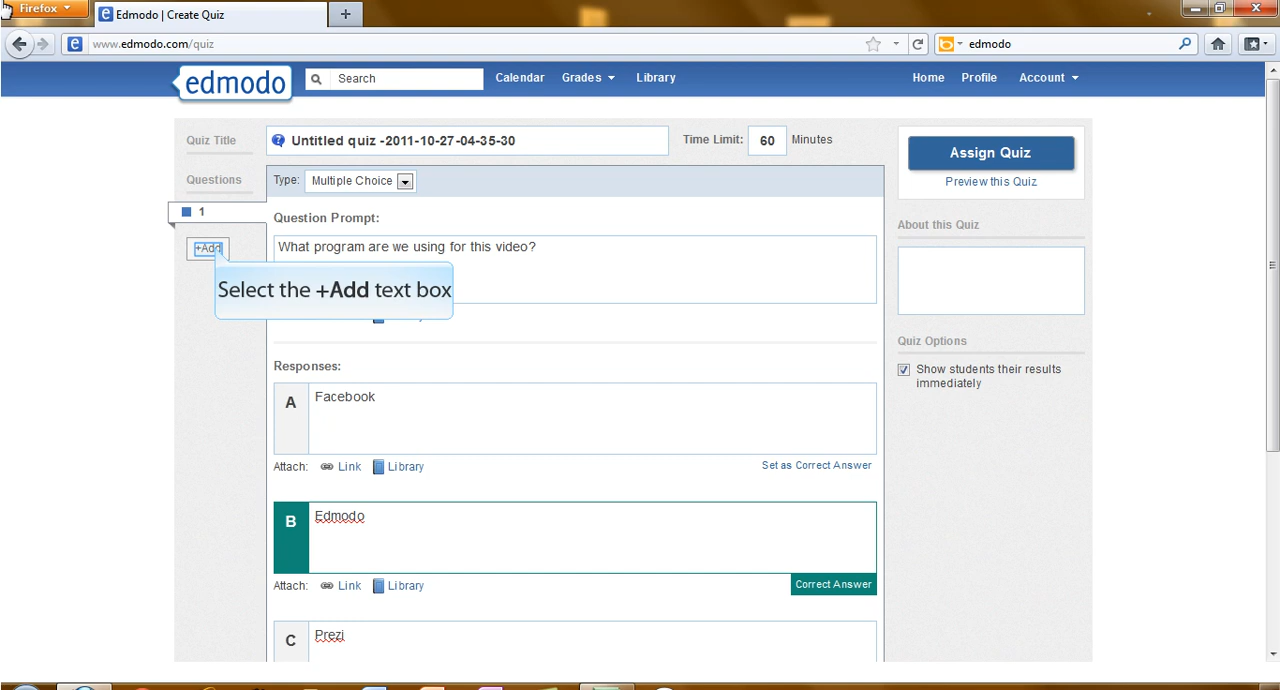 Firefox
Edmodo | Create Quiz
www.edmodo.com/quiz
edmodo
edmodo
Search
Calendar
Grades
Library
Home
Profile
Account
Quiz Title
Untitled quiz -2011-10-27-04-35-30
Time Limit:
60
Minutes
Assign Quiz
Preview this Quiz
Questions
Type:
Multiple Choice
1
Question Prompt:
About this Quiz
+Add
What program are we using for this video?
Select the +Add text box
Quiz Options
Show students their results
immediately
Responses:
A
Facebook
Attach:
Link
Library
Set as Correct Answer
B
Edmodo
Attach:
Link
Library
Correct Answer
C
Prezi